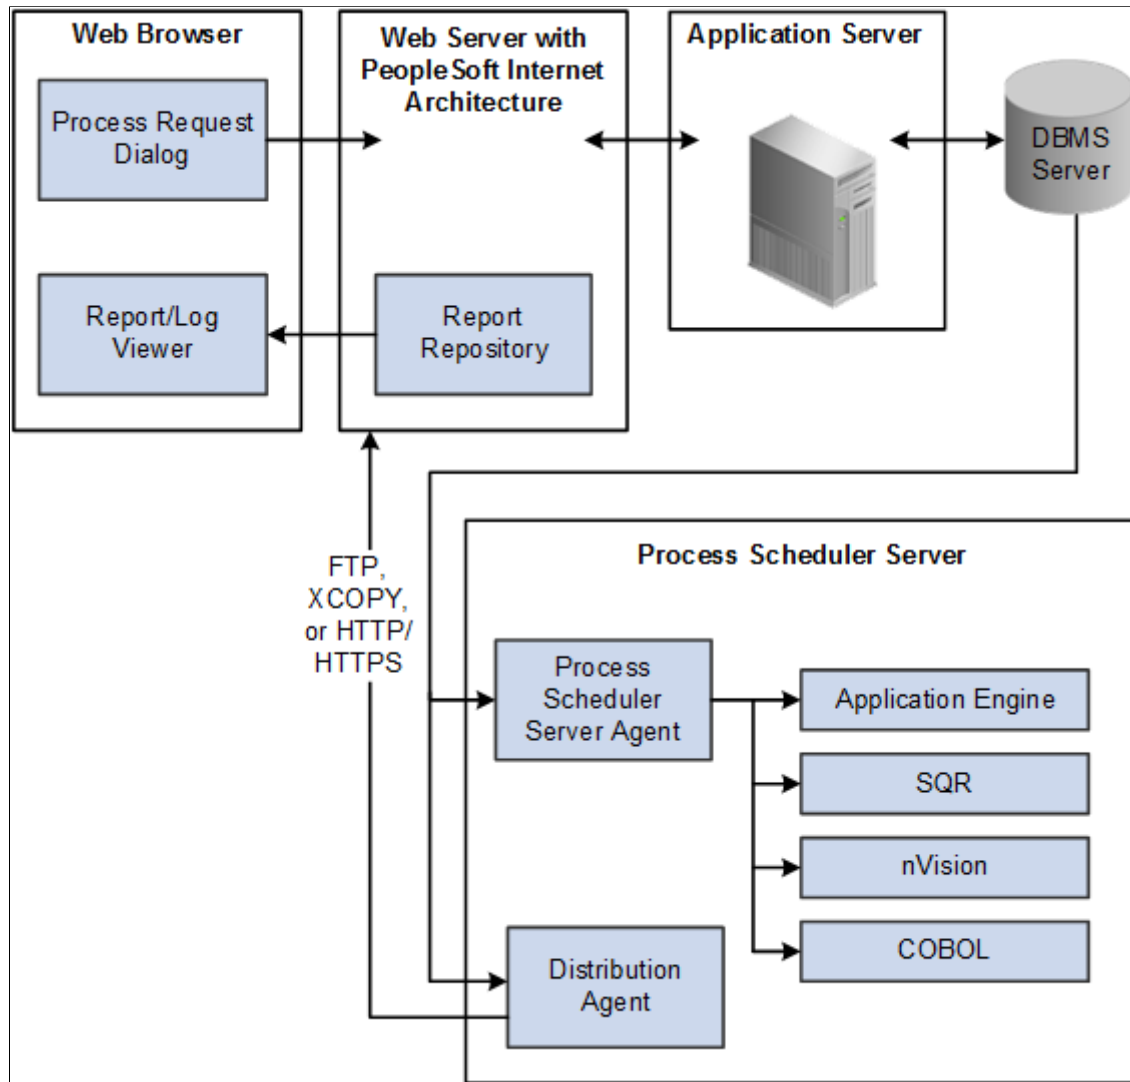 Web Browser
Process Request
Dialog
Report/Log
Viewer
Web Server with
PeopleSoft Internet
Architecture
Report
Repository
Application Server
DBMS
Server
FTP,
XCOPY,
or HTTP/
HTTPS
Process Scheduler Server
Process
Scheduler
Server Agent
Application Engine
SQR
nVision
COBOL
Distribution
Agent